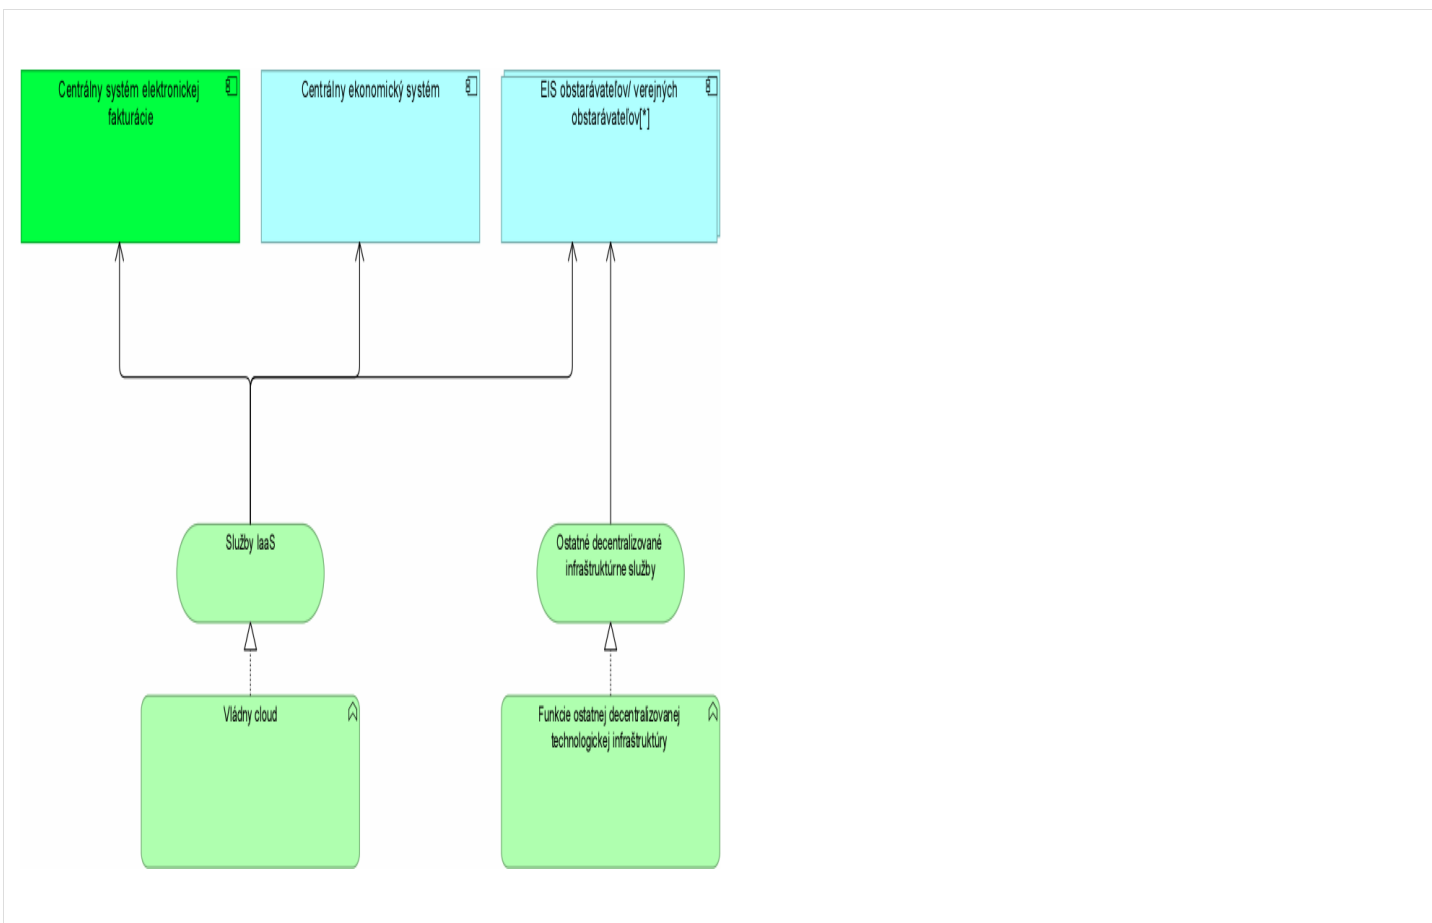 Centrálny systém elektronickej
fakturácie
Centrálny ekonomický systém
EIS obstarávateľov/ verejných
obstarávateľov[*]
Služby IaaS
Ostatné decentralizované
infraštruktúrne služby
Vládny cloud
Funkcie ostatnej decentralizovanej
technologickej infraštruktúry